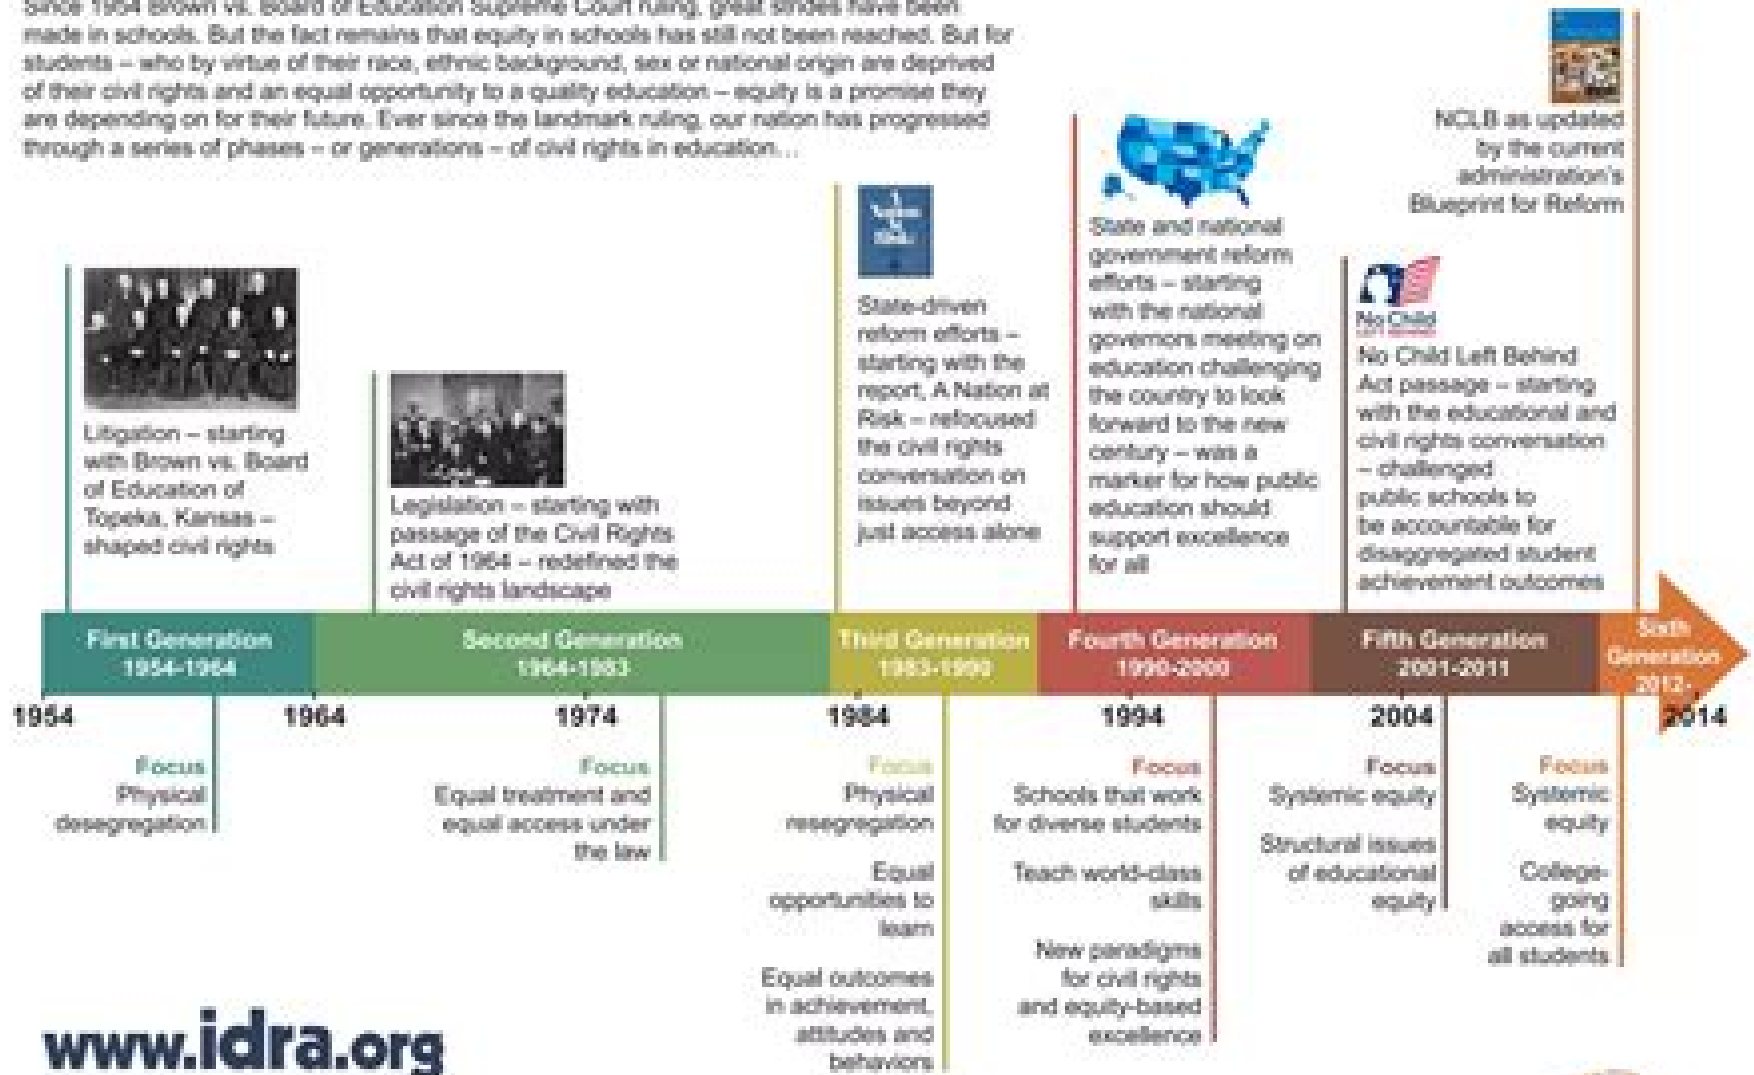 Since 1954 Brown vs. Board of Education Supreme Court ruling, great strides have been
made in schools. But the fact remains that equity in schools has still not been reached. But for
students – who by virtue of their race, ethnic background, sex or national origin are deprived
of their civil rights and an equal opportunity to a quality education – equity is a promise they
are depending on for their future. Ever since the landmark ruling, our nation has progressed
through a series of phases – or generations – of civil rights in education…
Litigation – starting
with Brown vs. Board
of Education of
Topeka, Kansas –
shaped civil rights
Legislation – starting with
passage of the Civil Rights
Act of 1964 – redefined the
civil rights landscape
A
Nation
At
Risk
State-driven
reform efforts –
starting with the
report, A Nation at
Risk – refocused
the civil rights
conversation on
issues beyond
just access alone
State and national
government reform
efforts – starting
with the national
governors meeting on
education challenging
the country to look
forward to the new
century – was a
marker for how public
education should
support excellence
for all
No Child
LEFT BEHIND
No Child Left Behind
Act passage – starting
with the educational and
civil rights conversation
– challenged
public schools to
be accountable for
disaggregated student
achievement outcomes
NCLB as updated
by the current
administration's
Blueprint for Reform
First Generation
1954-1964
Second Generation
1964-1983
Third Generation
1983-1990
Fourth Generation
1990-2000
Fifth Generation
2001-2011
Sixth
Generation
2012-
1954
1964
1974
1984
1994
2004
2014
Focus
Physical
desegregation
Focus
Equal treatment and
equal access under
the law
Focus
Physical
resegregation
Equal
opportunities to
learn
Equal outcomes
in achievement,
attitudes and
behaviors
Focus
Schools that work
for diverse students
Teach world-class
skills
New paradigms
for civil rights
and equity-based
excellence
Focus
Systemic equity
Structural issues
of educational
equity
Focus
Systemic
equity
College-
going
access for
all students
www.idra.org